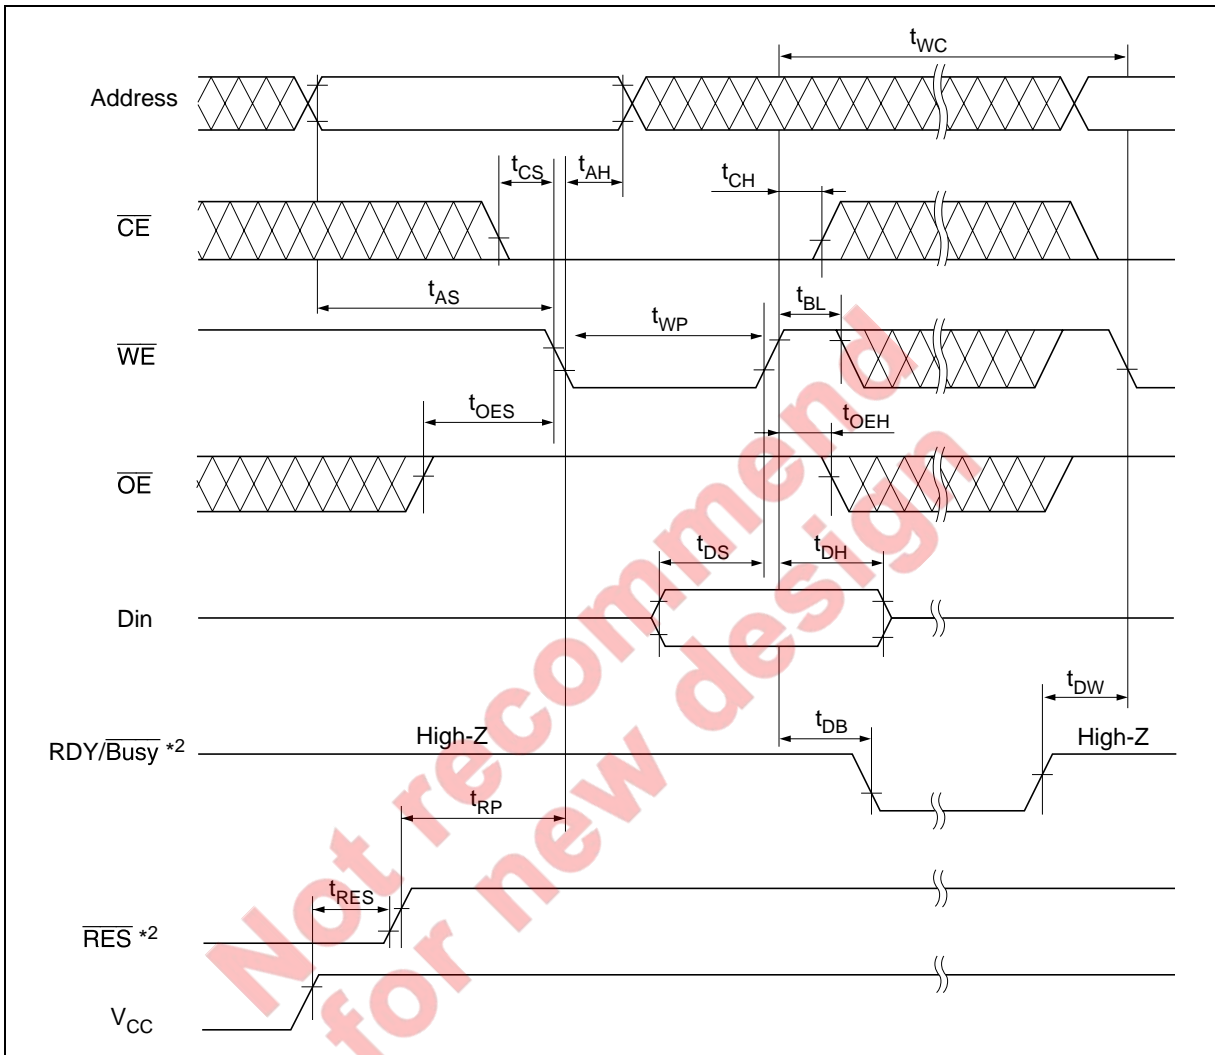 tWC
Address
tCS
tAH
tCH
CE
tAS
tBL
tWP
WE
tOES
tOEH
OE
tDS
tDH
Din
tDW
tDB
RDY/Busy *2
High-Z
High-Z
tRP
tRES
RES *2
VCC
Not recommend
for new design